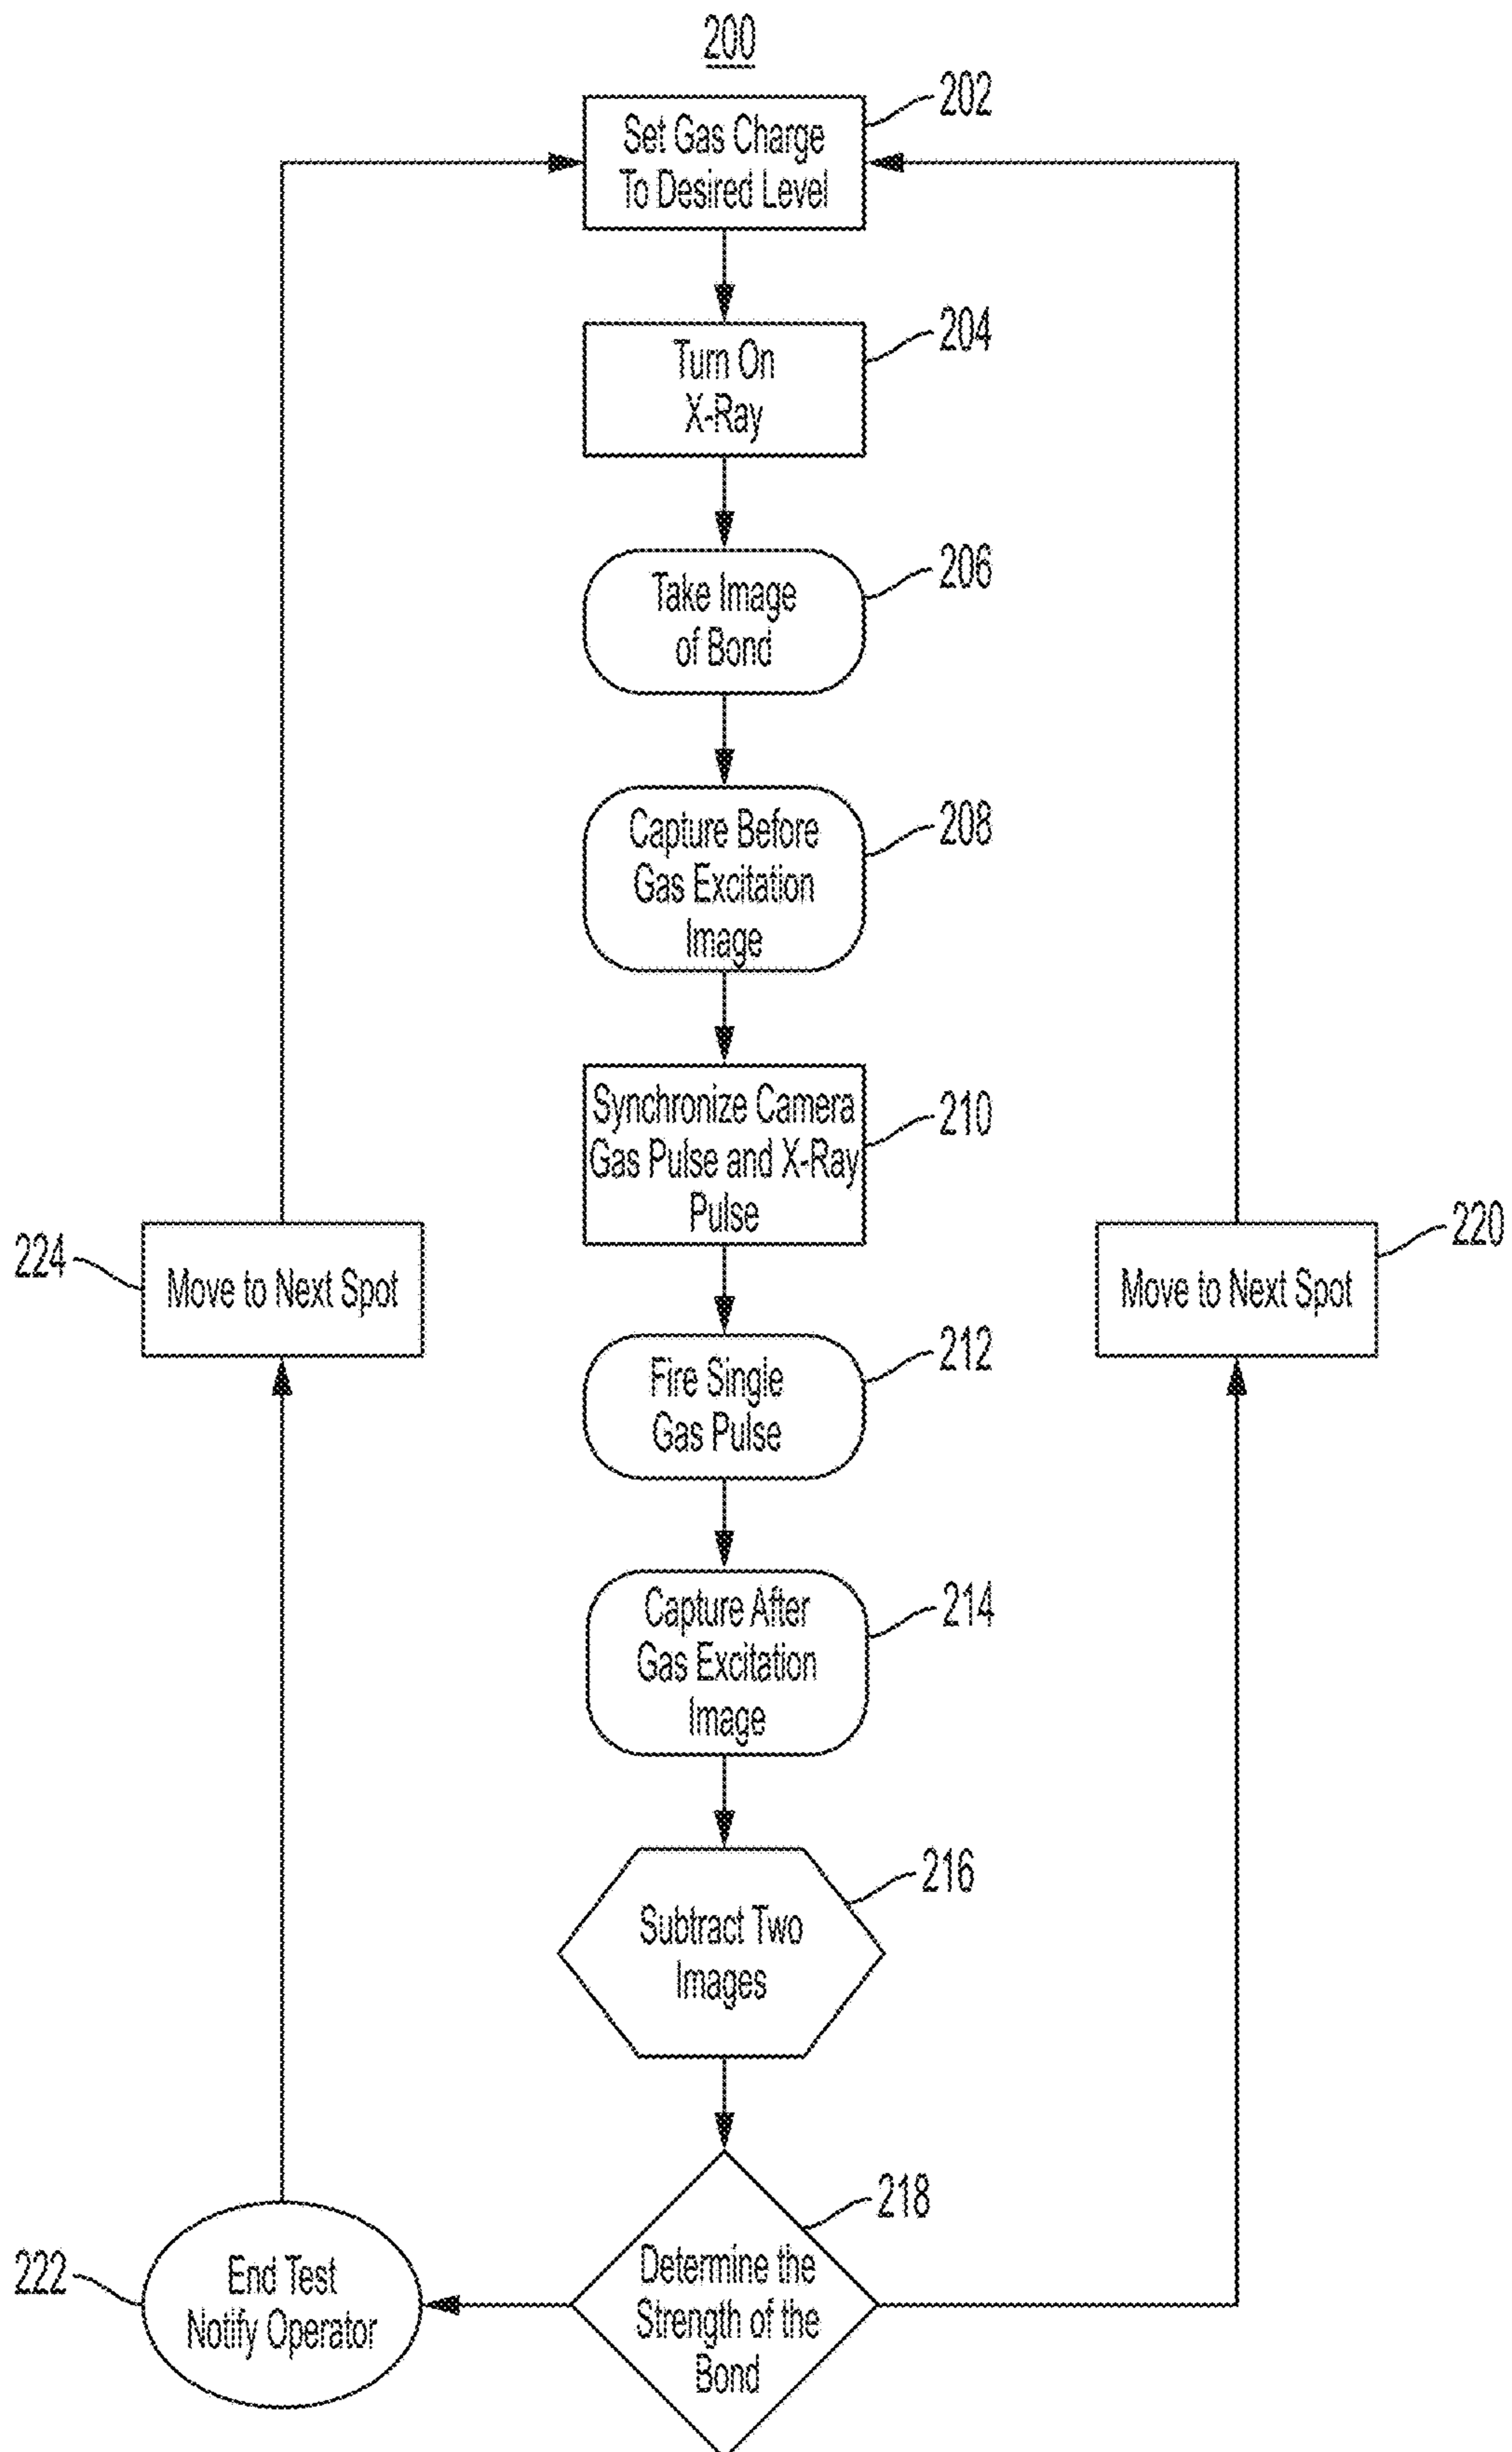 200
Set Gas Charge
To Desired Level
202
Turn On
X-Ray
204
Take Image
of Bond
206
Capture Before
Gas Excitation
Image
208
Synchronize Camera
Gas Pulse and X-Ray
Pulse
210
224
Move to Next Spot
Move to Next Spot
220
Fire Single
Gas Pulse
212
Capture After
Gas Excitation
Image
214
Subtract Two
Images
216
Determine the
Strength of the
Bond
218
222
End Test
Notify Operator